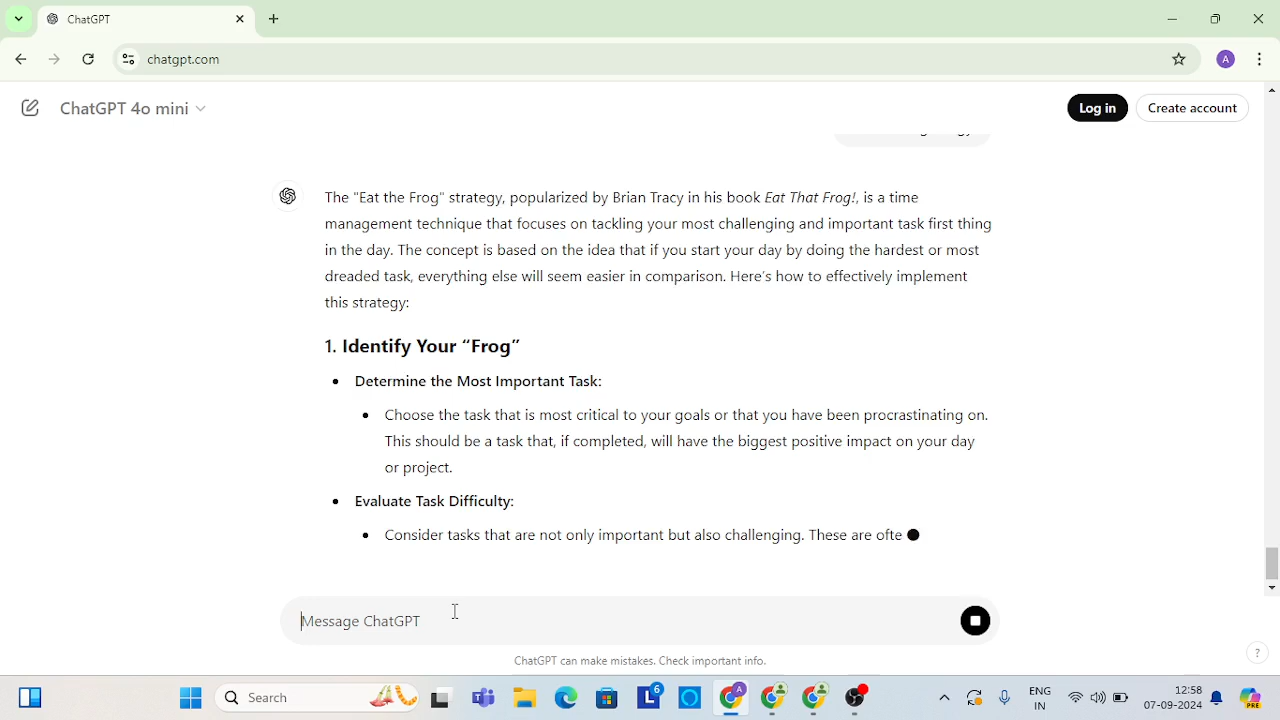 ChatGPT
chatgpt.com
A
ChatGPT 4o mini
Log in
Create account
The "Eat the Frog" strategy, popularized by Brian Tracy in his book Eat That Frog!, is a time
management technique that focuses on tackling your most challenging and important task first thing
in the day. The concept is based on the idea that if you start your day by doing the hardest or most
dreaded task, everything else will seem easier in comparison. Here's how to effectively implement
this strategy:
1. Identify Your “Frog”
Determine the Most Important Task:
Choose the task that is most critical to your goals or that you have been procrastinating on.
This should be a task that, if completed, will have the biggest positive impact on your day
or project.
Evaluate Task Difficulty:
Consider tasks that are not only important but also challenging. These are ofte
Message ChatGPT
ChatGPT can make mistakes. Check important info.
?
Search
L
6
A
ENG
IN
12:58
07-09-2024
PRE